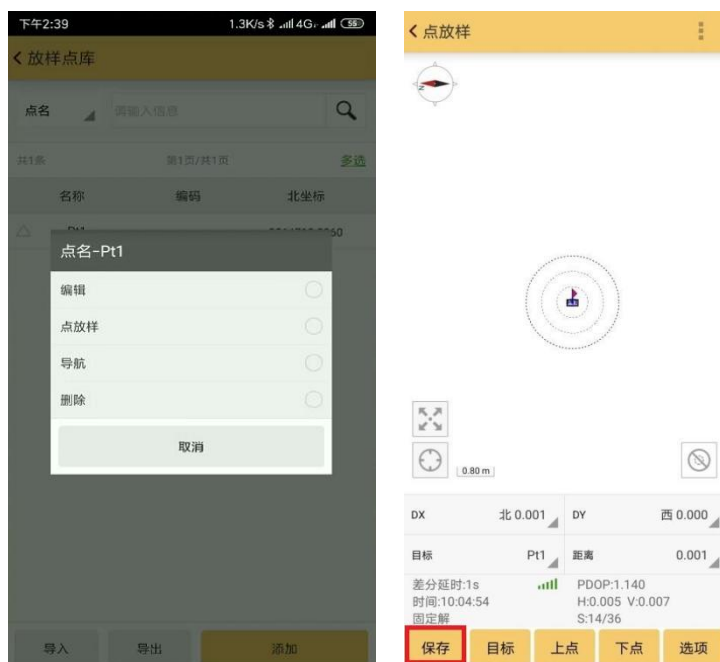 下午2:39 1.3K/s 4G 55
放样点库
点名 请输入信息
共1条 第1页/共1页 多选
名称 编码 北坐标
点名-Pt1
编辑
点放样
导航
删除
取消
导入 导出 添加
点放样
N
0.80 m
DX 北 0.001 DY 西 0.000
目标 Pt1 距离 0.001
差分延时:1s PDOP:1.140
时间:10:04:54 H:0.005 V:0.007
固定解 S:14/36
保存 目标 上点 下点 选项